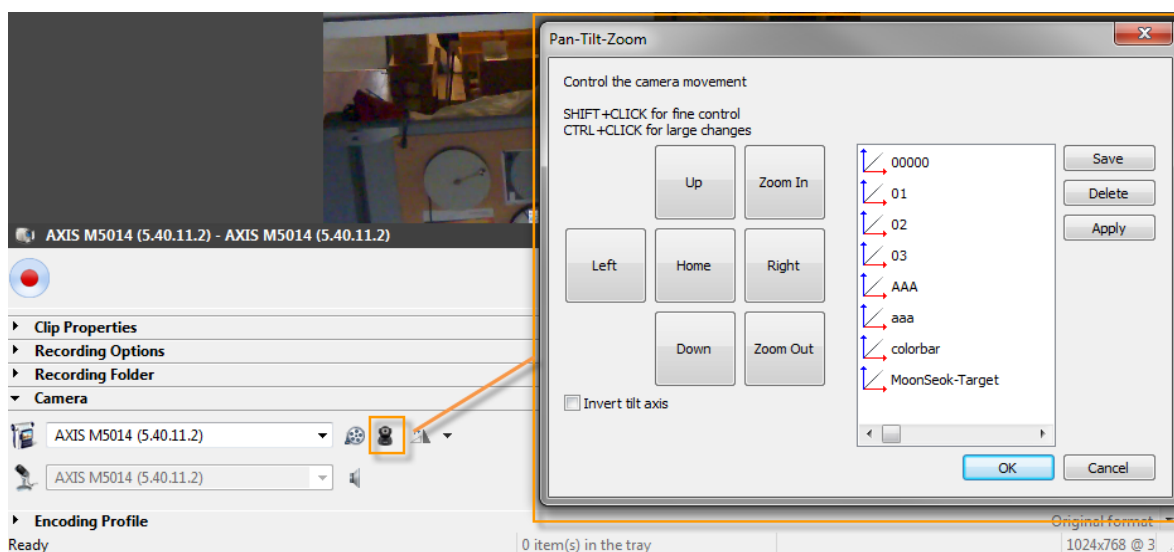 Pan-Tilt-Zoom
Control the camera movement
SHIFT+CLICK for fine control
CTRL+CLICK for large changes
Up
Zoom In
Left
Home
Right
Down
Zoom Out
Invert tilt axis
00000
01
02
03
AAA
aaa
colorbar
MoonSeok-Target
Save
Delete
Apply
OK
Cancel
AXIS M5014 (5.40.11.2) - AXIS M5014 (5.40.11.2)
Clip Properties
Recording Options
Recording Folder
Camera
AXIS M5014 (5.40.11.2)
AXIS M5014 (5.40.11.2)
Encoding Profile
Original format
Ready
0 item(s) in the tray
1024x768 @ 3